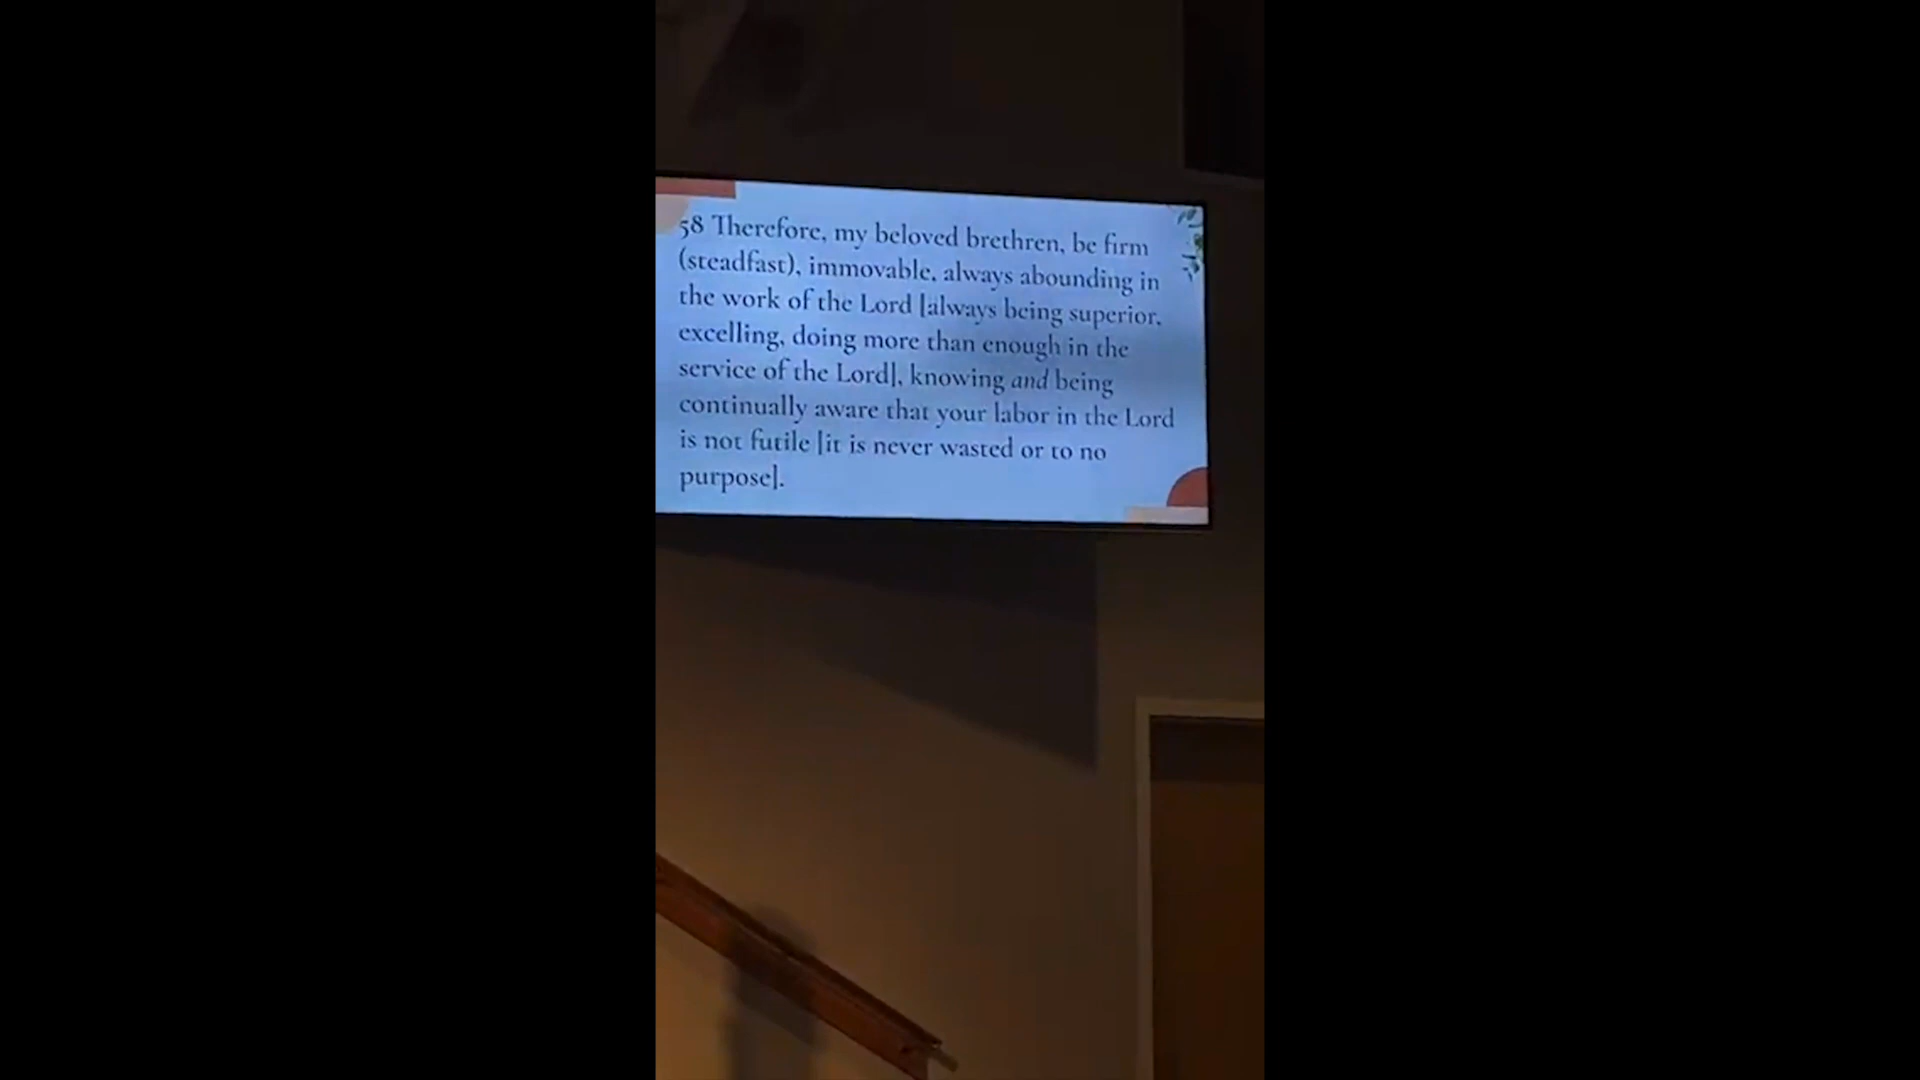 58 Therefore, my beloved brethren, be firm
(steadfast), immovable, always abounding in
the work of the Lord [always being superior,
excelling, doing more than enough in the
service of the Lord], knowing and being
continually aware that your labor in the Lord
is not futile [it is never wasted or to no
purpose].